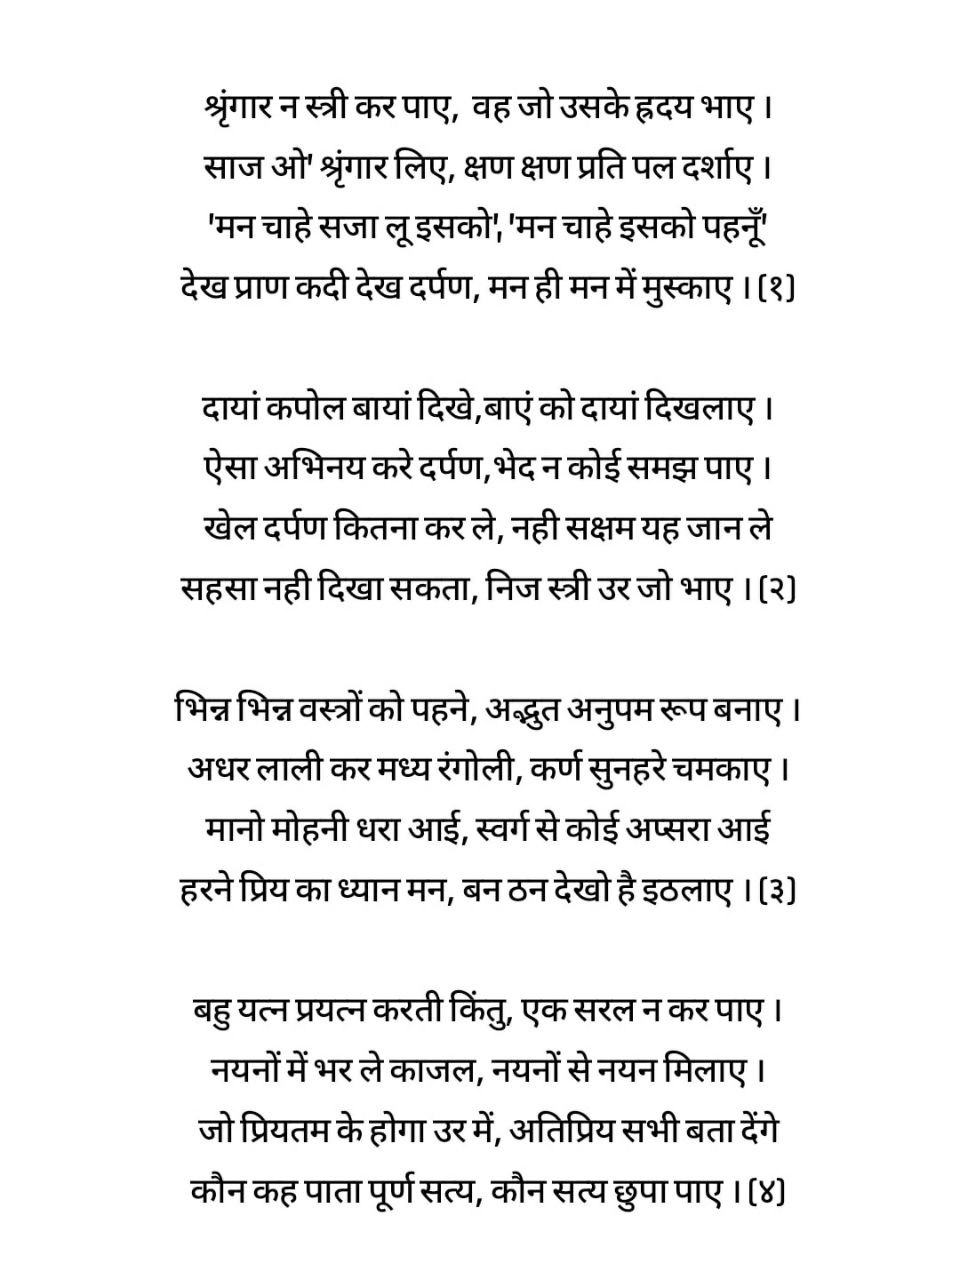 श्रृंगार न स्त्री कर पाए, वह जो उसके ह्रदय भाए ।
साज ओ' श्रृंगार लिए, क्षण क्षण प्रति पल दर्शाए ।
'मन चाहे सजा लू इसको', 'मन चाहे इसको पहनूँ'
देख प्राण कदी देख दर्पण, मन ही मन में मुस्काए । (१)
दायां कपोल बायां दिखे,बाएं को दायां दिखलाए ।
ऐसा अभिनय करे दर्पण,भेद न कोई समझ पाए ।
खेल दर्पण कितना कर ले, नही सक्षम यह जान ले
सहसा नही दिखा सकता, निज स्त्री उर जो भाए । (२)
भिन्न भिन्न वस्त्रों को पहने, अद्भुत अनुपम रूप बनाए ।
अधर लाली कर मध्य रंगोली, कर्ण सुनहरे चमकाए ।
मानो मोहनी धरा आई, स्वर्ग से कोई अप्सरा आई
हरने प्रिय का ध्यान मन, बन ठन देखो है इठलाए । (३)
बहु यत्न प्रयत्न करती किंतु, एक सरल न कर पाए ।
नयनों में भर ले काजल, नयनों से नयन मिलाए ।
जो प्रियतम के होगा उर में, अतिप्रिय सभी बता देंगे
कौन कह पाता पूर्ण सत्य, कौन सत्य छुपा पाए । (४)